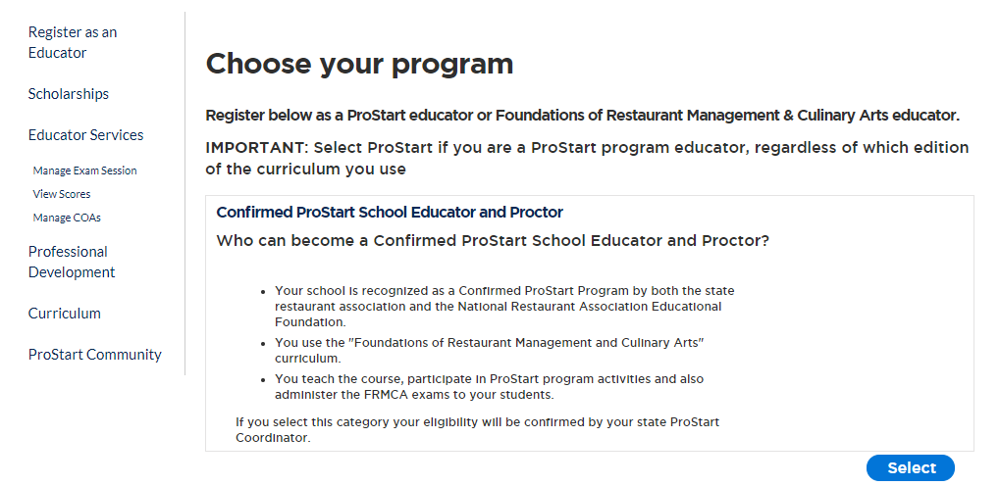 Register as an
Educator
Scholarships
Educator Services
Manage Exam Session
View Scores
Manage COAs
Professional
Development
Curriculum
ProStart Community
Choose your program
Register below as a ProStart educator or Foundations of Restaurant Management & Culinary Arts educator.
IMPORTANT: Select ProStart if you are a ProStart program educator, regardless of which edition
of the curriculum you use
Confirmed ProStart School Educator and Proctor
Who can become a Confirmed ProStart School Educator and Proctor?
• Your school is recognized as a Confirmed ProStart Program by both the state
restaurant association and the National Restaurant Association Educational
Foundation.
• You use the "Foundations of Restaurant Management and Culinary Arts"
curriculum.
• You teach the course, participate in ProStart program activities and also
administer the FRMCA exams to your students.
If you select this category your eligibility will be confirmed by your state ProStart
Coordinator.
Select